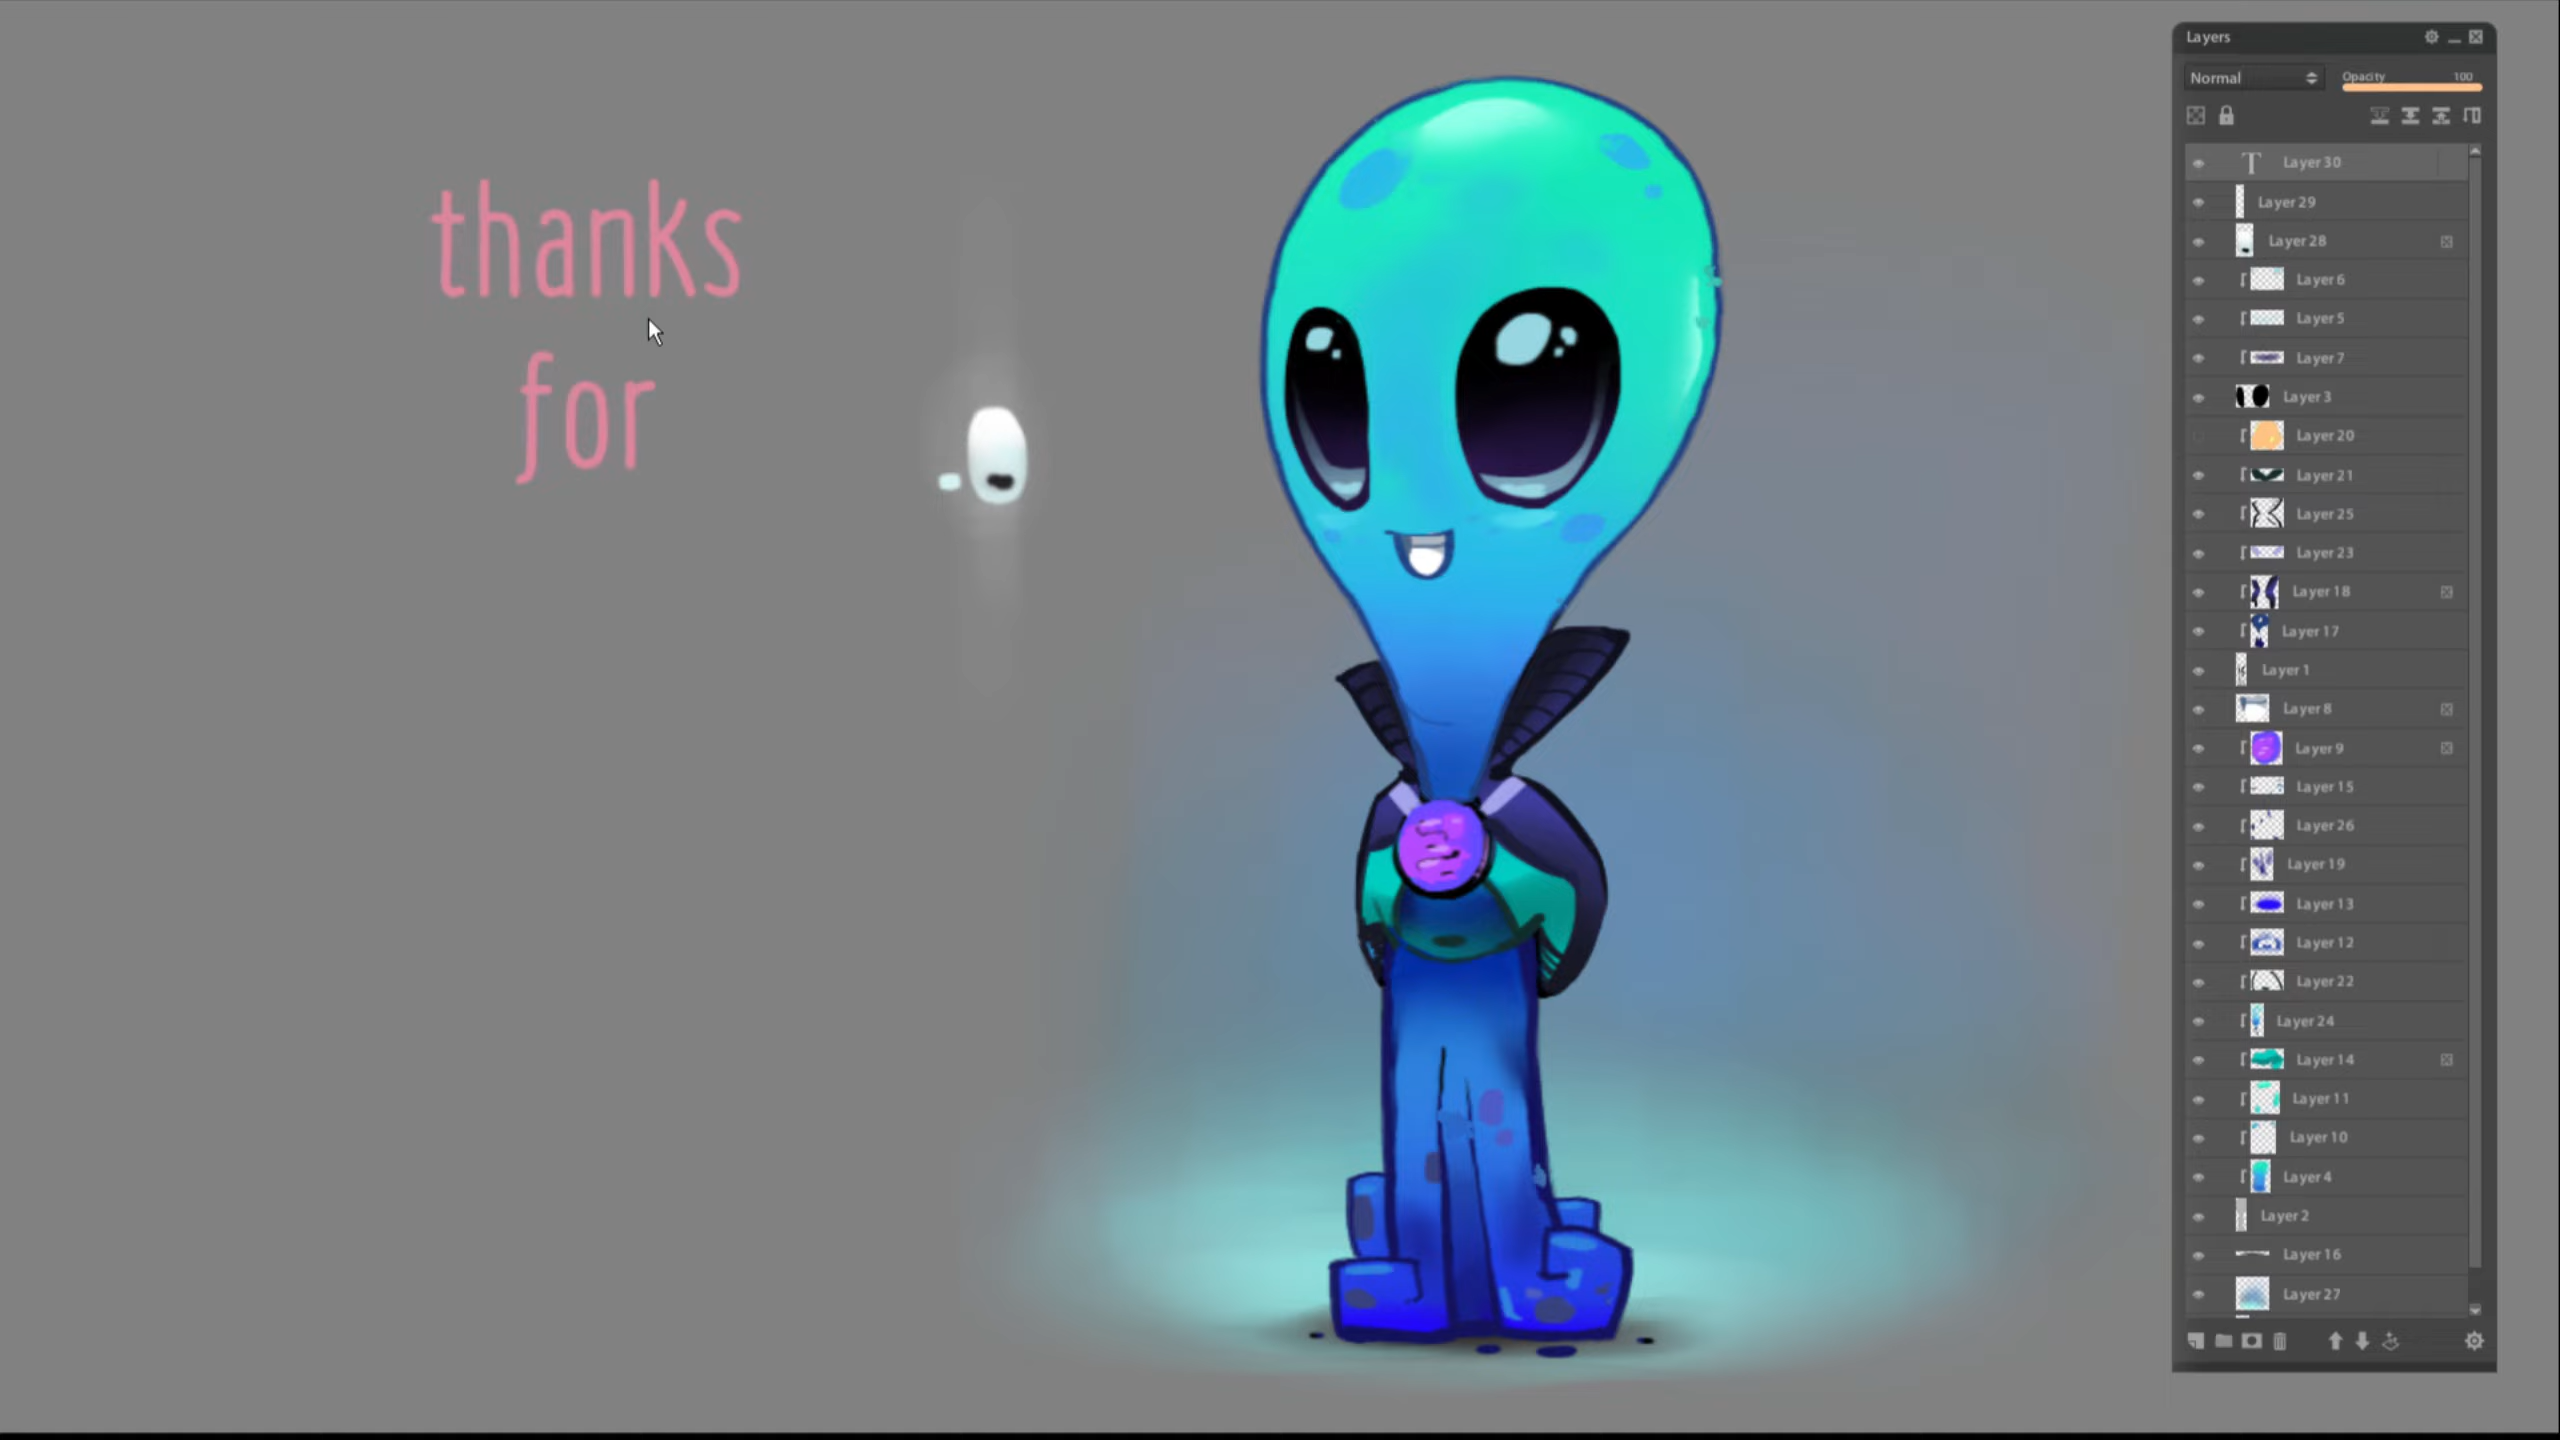 thanks
for
Layers
Normal
Opacity 100
Layer 30
Layer 29
Layer 28
Layer 6
Layer 5
Layer 7
Layer 3
Layer 20
Layer 21
Layer 25
Layer 23
Layer 18
Layer 17
Layer 1
Layer 8
Layer 9
Layer 15
Layer 26
Layer 19
Layer 13
Layer 12
Layer 22
Layer 24
Layer 14
Layer 11
Layer 10
Layer 4
Layer 2
Layer 16
Layer 27